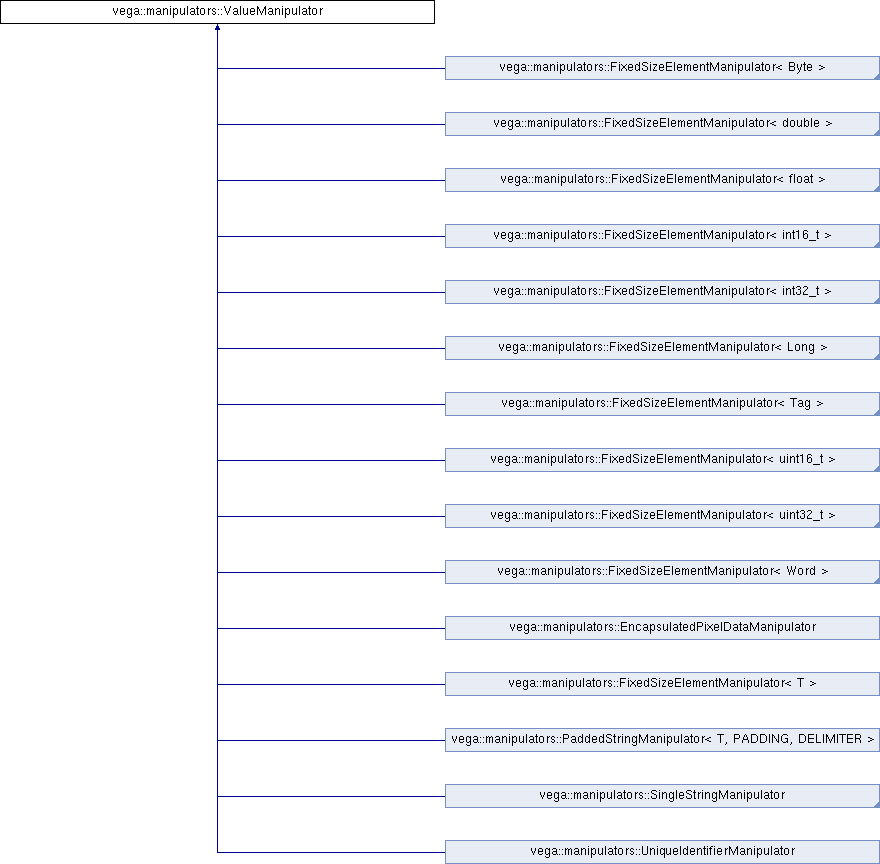 vega::manipulators::ValueManipulator
vega::manipulators::FixedSizeElementManipulator< Byte >
vega::manipulators::FixedSizeElementManipulator< double >
vega::manipulators::FixedSizeElementManipulator< float >
vega::manipulators::FixedSizeElementManipulator< int16_t >
vega::manipulators::FixedSizeElementManipulator< int32_t >
vega::manipulators::FixedSizeElementManipulator< Long >
vega::manipulators::FixedSizeElementManipulator< Tag >
vega::manipulators::FixedSizeElementManipulator< uint16_t >
vega::manipulators::FixedSizeElementManipulator< uint32_t >
vega::manipulators::FixedSizeElementManipulator< Word >
vega::manipulators::EncapsulatedPixelDataManipulator
vega::manipulators::FixedSizeElementManipulator< T >
vega::manipulators::PaddedStringManipulator< T, PADDING, DELIMITER >
vega::manipulators::SingleStringManipulator
vega::manipulators::UniqueIdentifierManipulator